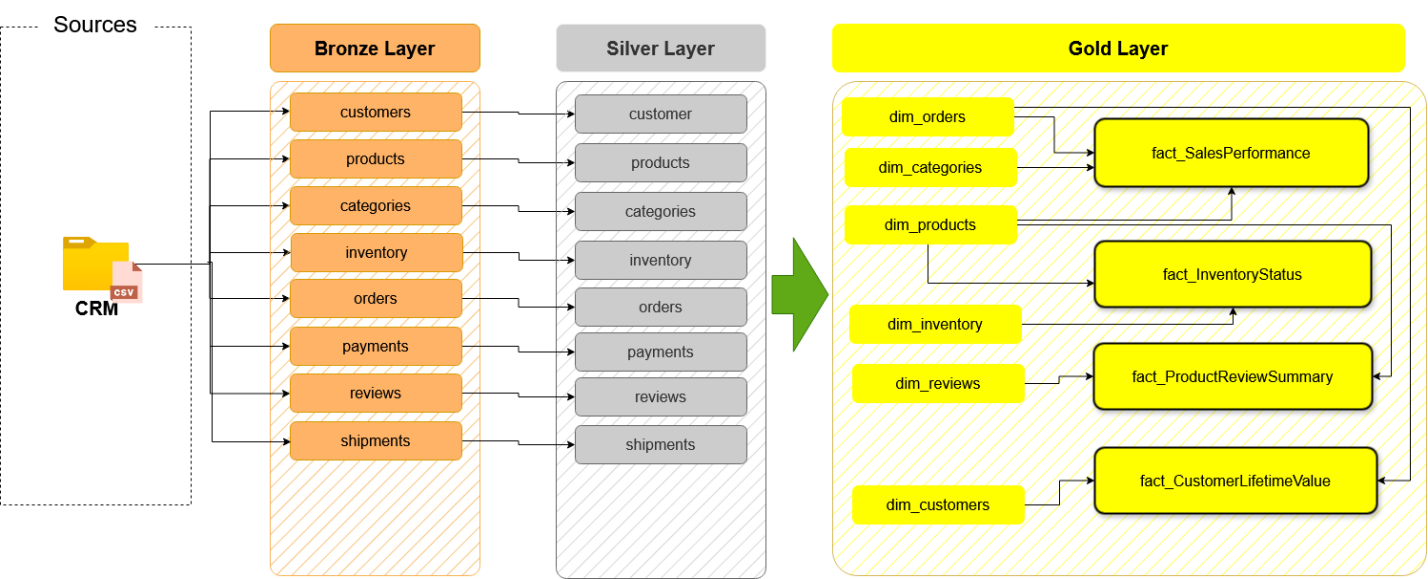 Sources
CSV
CRM
Bronze Layer
customers
products
categories
inventory
orders
payments
reviews
shipments
Silver Layer
customer
products
categories
inventory
orders
payments
reviews
shipments
Gold Layer
dim_orders
dim_categories
dim_products
dim_inventory
dim_reviews
dim_customers
fact_SalesPerformance
fact_InventoryStatus
fact_ProductReviewSummary
fact_CustomerLifetimeValue